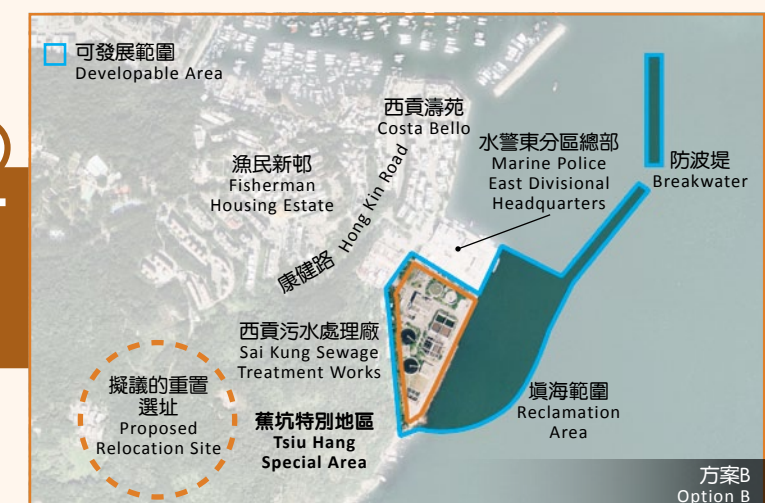 可發展範圍
Developable Area
西貢濤苑
Costa Bello
水警東分區總部
Marine Police
East Divisional
Headquarters
防波堤
Breakwater
漁民新邨
Fisherman
Housing Estate
康健路 Hong Kin Road
西貢污水處理廠
Sai Kung Sewage
Treatment Works
擬議的重置
選址
Proposed
Relocation Site
蕉坑特別地區
Tsiu Hang
Special Area
填海範圍
Reclamation
Area
方案B
Option B